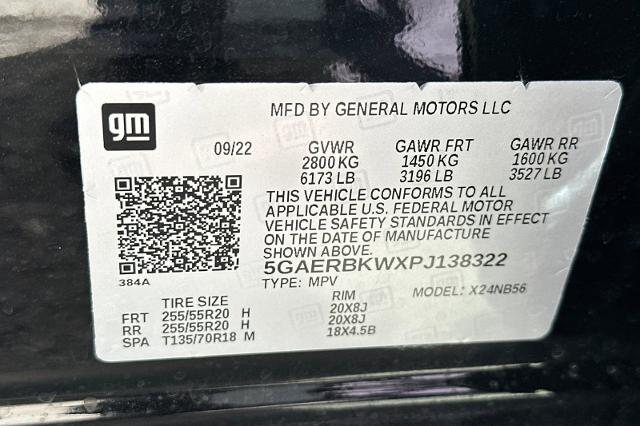 gm
MFD BY GENERAL MOTORS LLC
09/22 GVWR GAWR FRT GAWR RR
2800 KG 1450 KG 1600 KG
6173 LB 3196 LB 3527 LB
THIS VEHICLE CONFORMS TO ALL
APPLICABLE U.S. FEDERAL MOTOR
VEHICLE SAFETY STANDARDS IN EFFECT
ON THE DATE OF MANUFACTURE
SHOWN ABOVE.
384A
5GAERBKWXPJ138322
TYPE: MPV MODEL: X24NB56
TIRE SIZE RIM
FRT 255/55R20 H 20X8J
RR 255/55R20 H 20X8J
SPA T135/70R18 M 18X4.5B